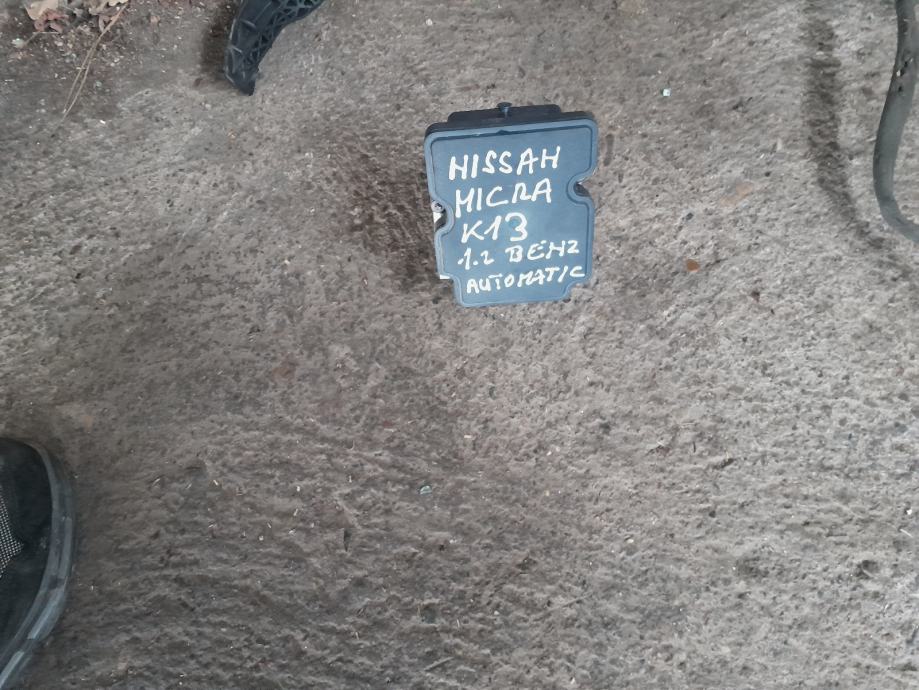 NISSAN
MICRA
K13
1.2 BENZ
AUTOMATIC